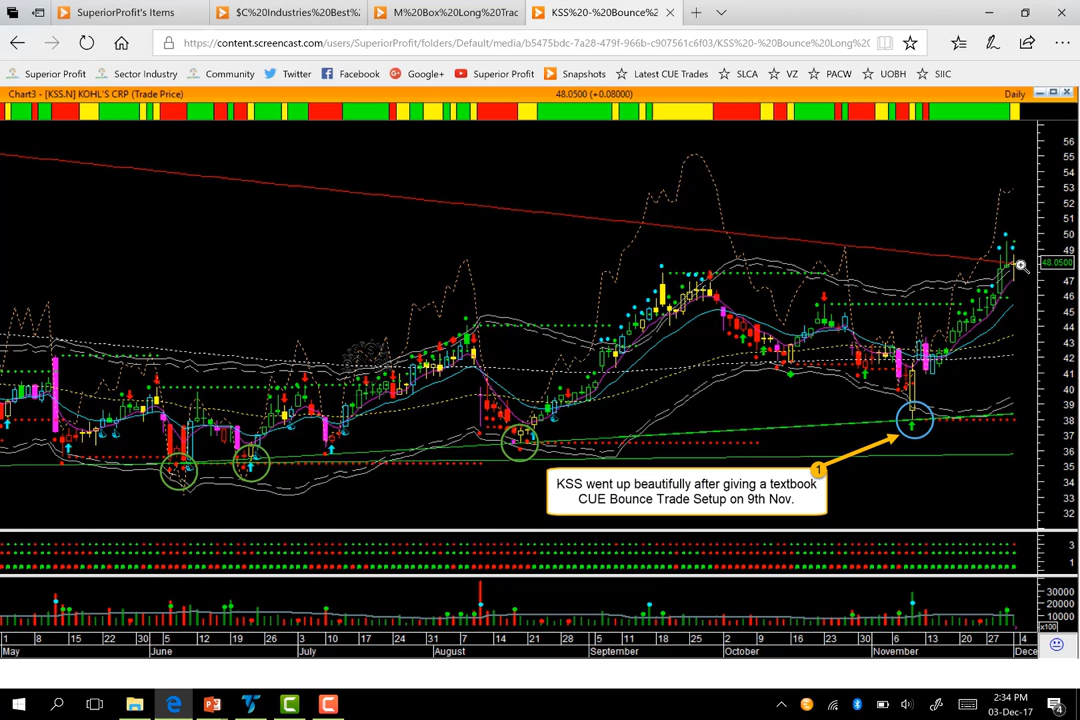 SuperiorProfit's Items
$C%20Industries%20Best%
M%20Box%20Long%20Trac
KSS%20-%20Bounce%2
https://content.screencast.com/users/SuperiorProfit/folders/Default/media/b5475bdc-7a28-479f-966b-c907561c6f03/KSS%20-%20Bounce%20Long%20
Superior Profit Sector Industry Community Twitter Facebook Google+ Superior Profit Snapshots Latest CUE Trades SLCA VZ PACW UOBH SIIC
Chart3 - [KSS.N] KOHL'S CRP (Trade Price) 48.0500 (+0.08000) Daily
56
55
54
53
52
51
50
49
48.0500
47
46
45
44
43
42
41
40
39
38
37
36
35
34
33
32
1
KSS went up beautifully after giving a textbook
CUE Bounce Trade Setup on 9th Nov.
3
1
30000
20000
10000
x100
1 8 15 22 30 5 12 19 26 3 10 17 24 31 7 14 21 28 5 11 18 25 2 9 16 23 30 6 13 20 27 4
May June July August September October November Dece
2:34 PM
03-Dec-17
4